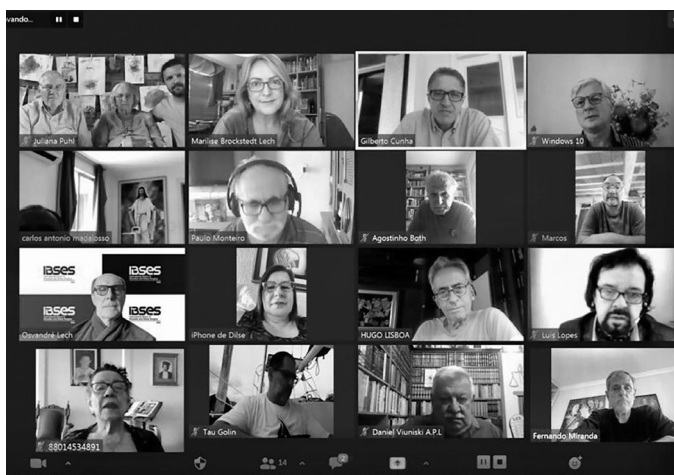 ovando...
Juliana Puhl
Marilise Brockstedt Lech
Gilberto Cunha
Windows 10
carlos antonio madalosso
Paulo Monteiro
Agostinho Both
Marcos
IBSES
IBSES
IBSES
IBSES
Osvandré Lech
iPhone de Dilse
HUGO LISBOA
Luis Lopes
88014534891
Tau Golin
Daniel Viuniski A.P.L
Fernando Miranda
14
2